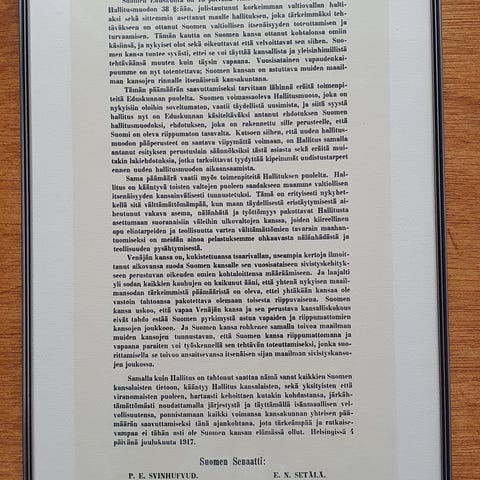 Suomen Eduskunta on 15 päivänä
Hallitusmuodon 38 §:ään, julistautunut korkeimman valtiovallan halti-
aksi sekä sittemmin asettanut maalle hallituksen, joka tärkeimmäksi teh-
täväkseen on ottanut Suomen valtiollisen itsenäisyyden toteuttamisen ja
turvaamisen. Tämän kautta on Suomen kansa ottanut kohtalonsa omiin
käsiinsä, ja nykyiset olot sekä oikeuttavat että velvoittavat sen siihen. Suo-
men kansa tuntee syvästi, ettei se voi täyttää kansallista ja yleisinhimillistä
tehtäväänsä muuten kuin täysin vapaana. Vuosisatainen vapaudenkai-
puumme on nyt toteutettava; Suomen kansan on astuttava muiden maail-
man kansojen rinnalle itsenäisenä kansakuntana.
Tämän päämäärän saavuttamiseksi tarvitaan lähinnä eräitä toimenpi-
teitä Eduskunnan puolelta. Suomen voimassaoleva Hallitusmuoto, joka on
nykyisiin oloihin soveltumaton, vaatii täydellistä uusimista, ja siitä syystä
hallitus nyt on Eduskunnan käsiteltäväksi antanut ehdotuksen Suomen
hallitusmuodoksi, ehdotuksen, joka on rakennettu sille perusteelle, että
Suomi on oleva riippumaton tasavalta. Katsoen siihen, että uuden hallitus-
muodon pääperusteet on saatava viipymättä voimaan, on Hallitus samalla
antanut esityksen perustuslain säännöksiksi tästä asiasta sekä eräitä mui-
takin lakiehdotuksia, jotka tarkoittavat tyydyttää kipeimmät uudistustarpeet
ennen uuden hallitusmuodon aikaansaamista.
Sama päämäärä vaatii myös toimenpiteitä Hallituksen puolelta. Hal-
litus on kääntyvä toisten valtojen puoleen saadakseen maamme valtiollisen
itsenäisyyden kansainvälisesti tunnustetuksi. Tämä on erityisesti nykyhet-
kellä sitä välttämättömämpää, kun maan täydellisestä eristäytymisestä ai-
heutunut vakava asema, nälänhätä ja työttömyys pakottavat Hallitusta
asettumaan suoranaisiin väleihin ulkovaltojen kanssa, joiden kiireellinen
apu elintarpeiden ja teollisuutta varten välttämättömien tavarain maahan-
tuomiseksi on meidän ainoa pelastuksemme uhkaavasta nälänhädästä ja
teollisuuden pysähtymisestä.
Venäjän kansa on, kukistettuansa tsaarivallan, useampia kertoja ilmoit-
tanut aikovansa suoda Suomen kansalle sen vuosisataiseen sivistyskehityk-
seen perustuvan oikeuden omien kohtaloittensa määräämiseen. Ja laajalti
yli sodan kaikkien kauhujen on kaikunut ääni, että yhtenä nykyisen maail-
mansodan tärkeimmistä päämääristä on oleva, ettei yhtäkään kansaa ole
vastoin tahtoansa pakotettava olemaan toisesta riippuvaisena. Suomen
kansa uskoo, että vapaa Venäjän kansa ja sen perustava kansalliskokous
eivät tahdo estää Suomen pyrkimystä astua vapaiden ja riippumattomien
kansojen joukkoon. Ja Suomen kansa rohkenee samalla toivoa maailman
muiden kansojen tunnustavan, että Suomen kansa riippumattomana ja
vapaana paraiten voi työskennellä sen tehtävän toteuttamiseksi, jonka suo-
rittamisella se toivoo ansaitsevansa itsenäisen sijan maailman sivistyskanso-
jen joukossa.
Samalla kuin Hallitus on tahtonut saattaa nämä sanat kaikkien Suomen
kansalaisten tietoon, kääntyy Hallitus kansalaisten, sekä yksityisten että
viranomaisten puoleen, hartaasti kehoittaen kutakin kohdastansa, järkäh-
tämättömästi noudattamalla järjestystä ja täyttämällä isänmaallisen vel-
vollisuutensa, ponnistamaan kaikki voimansa kansakunnan yhteisen pää-
määrän saavuttamiseksi tänä ajankohtana, jota tärkeämpää ja ratkaise-
vampaa ei tähän asti ole Suomen kansan elämässä ollut. Helsingissä 4
päivänä joulukuuta 1917.
Suomen Senaatti:
P. E. SVINHUFVUD. E. N. SETÄLÄ.